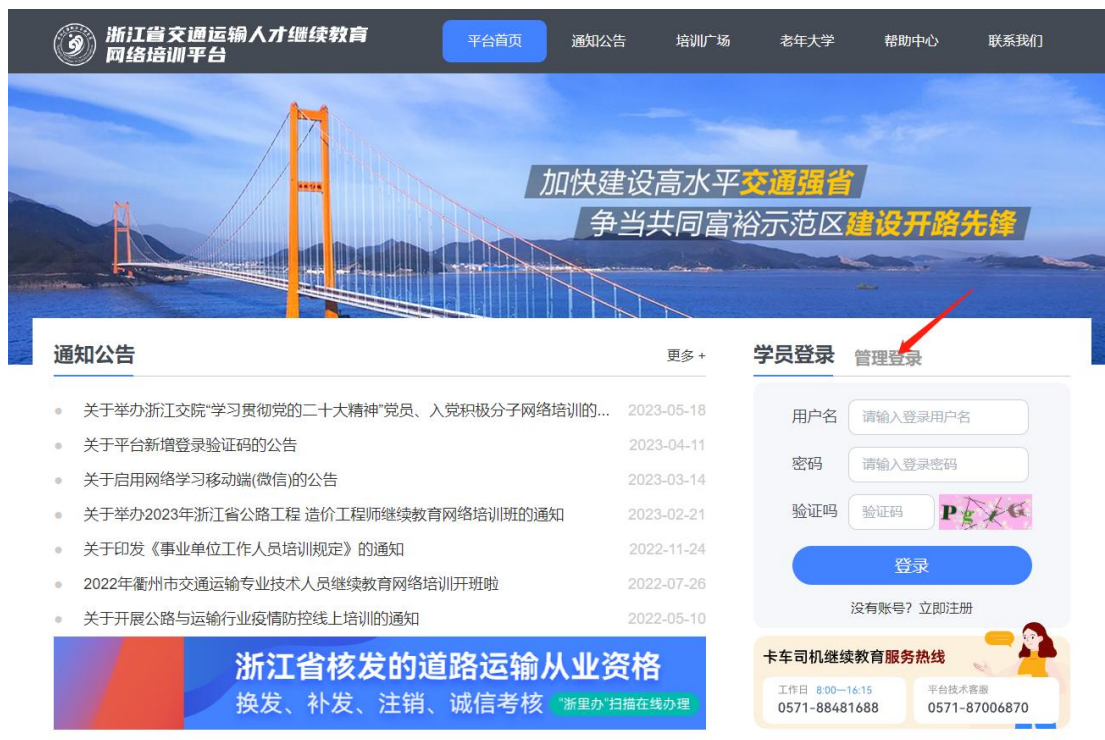 浙江省交通运输人才继续教育
网络培训平台
平台首页 通知公告 培训广场 老年大学 帮助中心 联系我们
加快建设高水平交通强省
争当共同富裕示范区建设开路先锋
通知公告 更多 +
关于举办浙江交院“学习贯彻党的二十大精神”党员、入党积极分子网络培训的... 2023-05-18
关于平台新增登录验证码的公告 2023-04-11
关于启用网络学习移动端(微信)的公告 2023-03-14
关于举办2023年浙江省公路工程 造价工程师继续教育网络培训班的通知 2023-02-21
关于印发《事业单位工作人员培训规定》的通知 2022-11-24
2022年衢州市交通运输专业技术人员继续教育网络培训开班啦 2022-07-26
关于开展公路与运输行业疫情防控线上培训的通知 2022-05-10
浙江省核发的道路运输从业资格
换发、补发、注销、诚信考核 “浙里办”扫描在线办理
学员登录 管理登录
用户名 请输入登录用户名
密码 请输入登录密码
验证吗 验证码
登录
没有账号？立即注册
卡车司机继续教育服务热线
工作日 8:00—16:15 平台技术客服
0571-88481688 0571-87006870